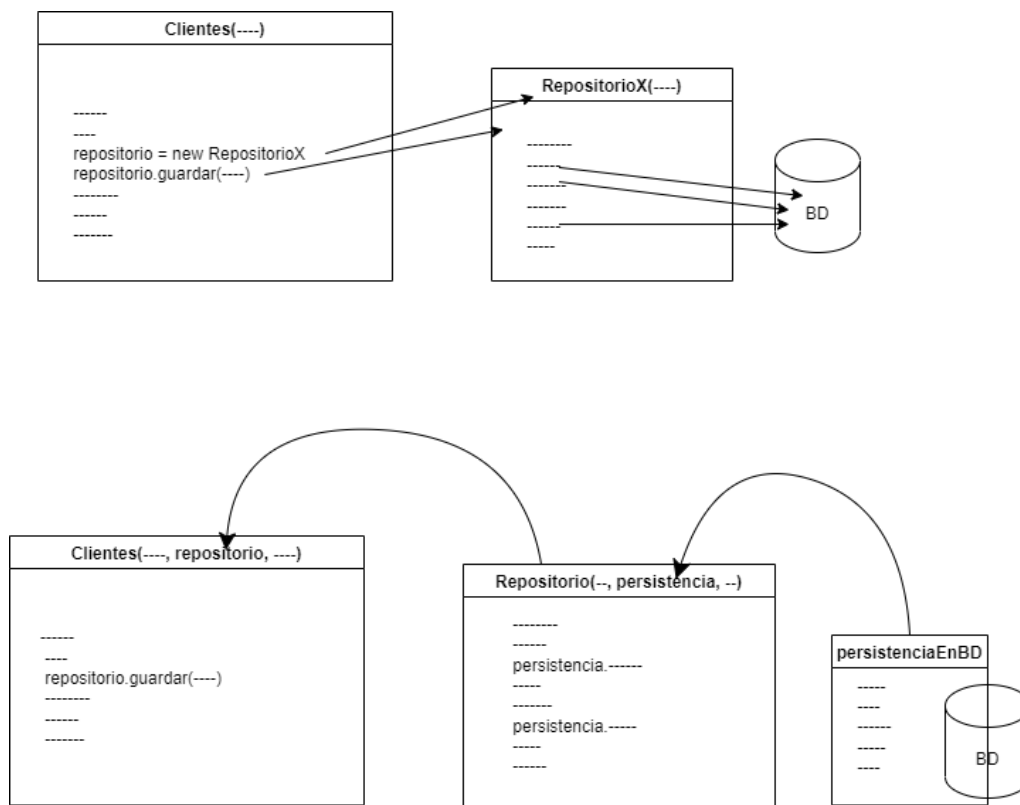 Clientes(----)
------
----
repositorio = new RepositorioX
repositorio.guardar(----)
--------
------
-------
RepositorioX(----)
--------
------
-------
-------
------
-----
BD
Clientes(----, repositorio, ----)
------
----
repositorio.guardar(----)
--------
------
-------
Repositorio(--, persistencia, --)
--------
------
persistencia.------
-----
-------
persistencia.-----
-----
------
persistenciaEnBD
-----
----
------
-----
----
BD